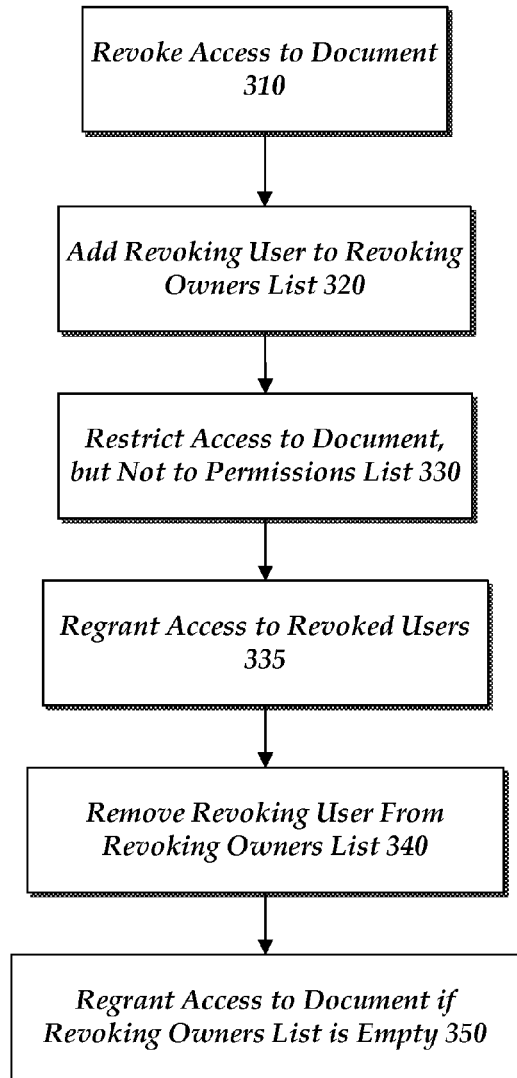 Revoke Access to Document
310
Add Revoking User to Revoking
Owners List 320
Restrict Access to Document,
but Not to Permissions List 330
Regrant Access to Revoked Users
335
Remove Revoking User From
Revoking Owners List 340
Regrant Access to Document if
Revoking Owners List is Empty 350